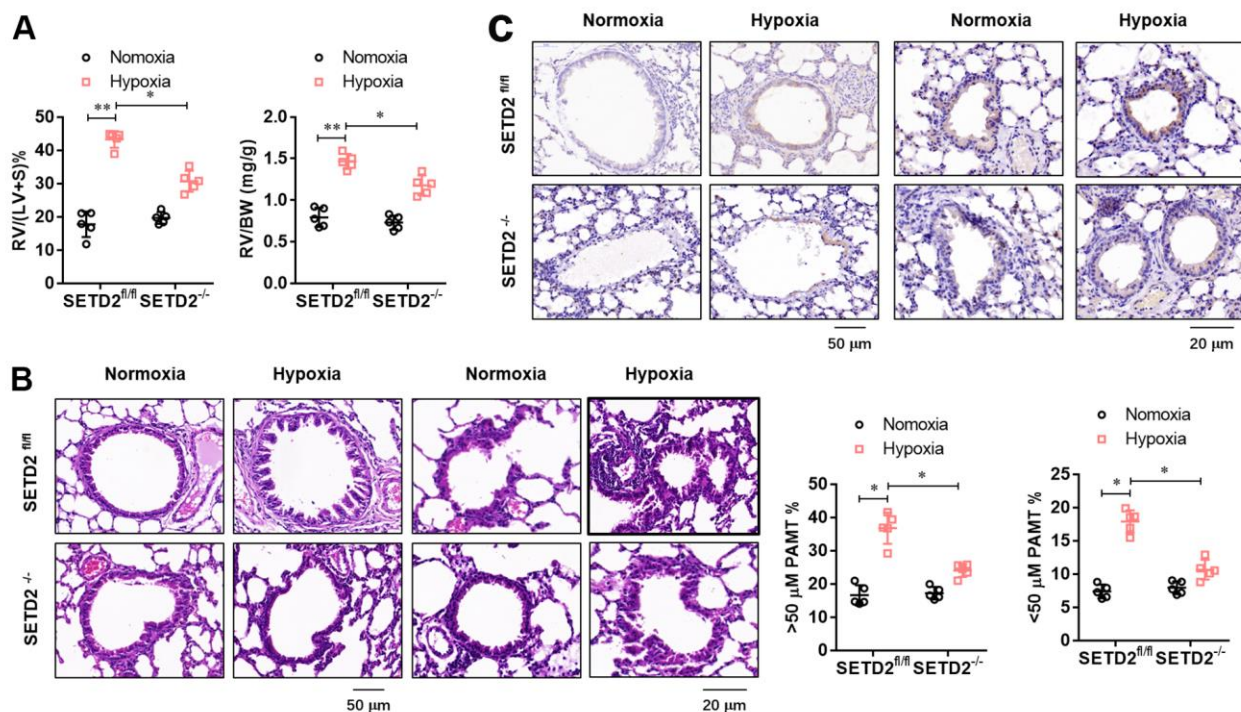 A
Nomoxia
Hypoxia
**
*
RV/(LV+S)%
50
40
30
20
10
0
SETD2fl/fl SETD2-/-
Nomoxia
Hypoxia
**
*
RV/BW (mg/g)
2.0
1.5
1.0
0.5
0.0
SETD2fl/fl SETD2-/-
C
Normoxia Hypoxia Normoxia Hypoxia
SETD2 fl/fl
SETD2 -/-
50 μm 20 μm
B
Normoxia Hypoxia Normoxia Hypoxia
SETD2 fl/fl
SETD2 -/-
50 μm 20 μm
Nomoxia
Hypoxia
*
*
>50 μM PAMT %
50
40
30
20
10
0
SETD2fl/fl SETD2-/-
Nomoxia
Hypoxia
*
*
<50 μM PAMT %
25
20
15
10
5
0
SETD2fl/fl SETD2-/-